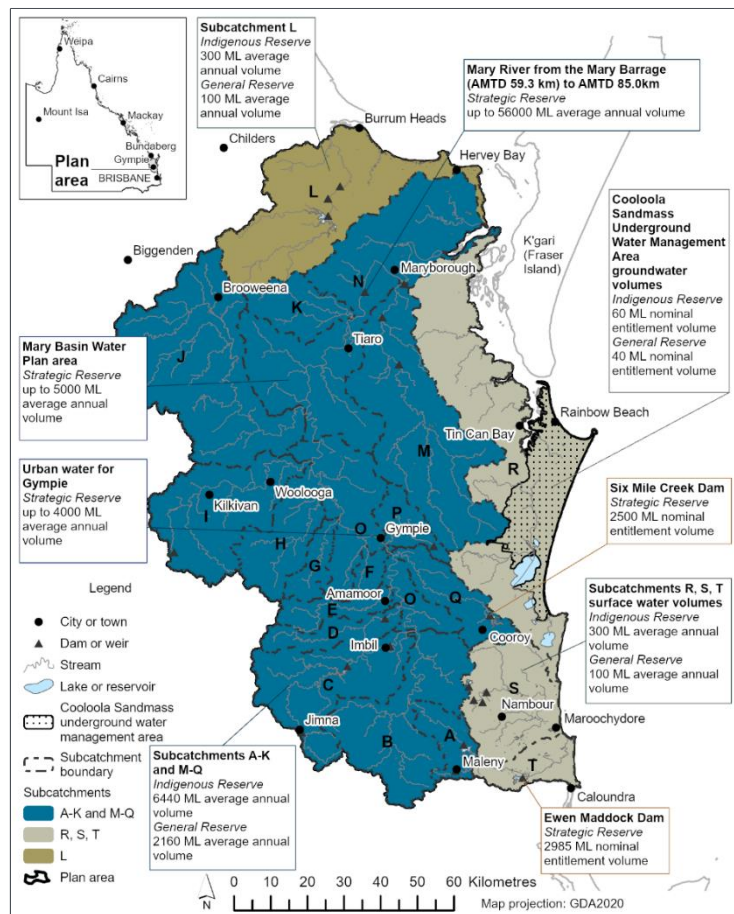 Weipa
Cairns
Mount Isa
Mackay
Bundaberg
Gympie
BRISBANE
Plan
area
Subcatchment L
Indigenous Reserve
300 ML average
annual volume
General Reserve
100 ML average
annual volume
Mary River from the Mary Barrage
(AMTD 59.3 km) to AMTD 85.0km
Strategic Reserve
up to 56000 ML average annual volume
Cooloola
Sandmass
Underground
Water Management
Area
groundwater
volumes
Indigenous Reserve
60 ML nominal
entitlement volume
General Reserve
40 ML nominal
entitlement volume
Childers
Burrum Heads
Hervey Bay
Biggenden
L
K'gari
(Fraser
Island)
Maryborough
N
Brooweena
K
Tiaro
J
Mary Basin Water
Plan area
Strategic Reserve
up to 5000 ML
average annual
volume
Rainbow Beach
Tin Can Bay
M
R
Urban water for
Gympie
Strategic Reserve
up to 4000 ML
average annual
volume
Woolooga
Kilkivan
I
P
O
Gympie
H
G
F
Six Mile Creek Dam
Strategic Reserve
2500 ML nominal
entitlement volume
Amamoor
E
O
Q
D
Cooroy
Imbil
C
Subcatchments R, S, T
surface water volumes
Indigenous Reserve
300 ML average annual
volume
General Reserve
100 ML average annual
volume
S
Nambour
Maroochydore
Jimna
B
A
Maleny
T
Caloundra
Legend
City or town
Dam or weir
Stream
Lake or reservoir
Cooloola Sandmass
underground water
management area
Subcatchment
boundary
Subcatchments
A-K and M-Q
R, S, T
L
Plan area
Subcatchments A-K
and M-Q
Indigenous Reserve
6440 ML average annual
volume
General Reserve
2160 ML average annual
volume
Ewen Maddock Dam
Strategic Reserve
2985 ML nominal
entitlement volume
N
0 10 20 30 40 50 60 Kilometres
Map projection: GDA2020